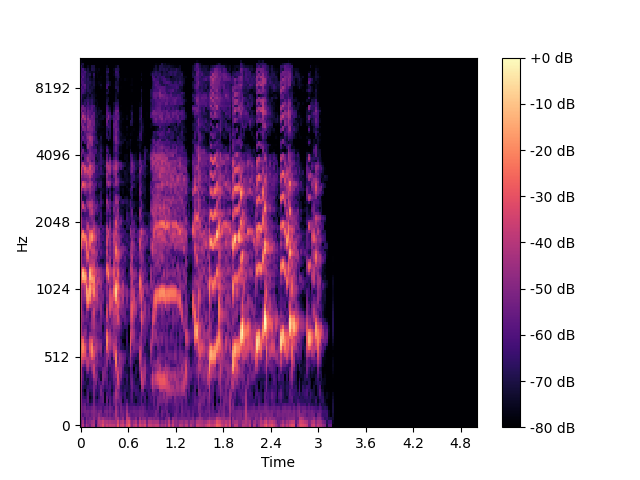 +0 dB
8192
-10 dB
4096
-20 dB
-30 dB
2048
Hz
-40 dB
1024
-50 dB
512
-60 dB
-70 dB
0
-80 dB
0 0.6 1.2 1.8 2.4 3 3.6 4.2 4.8
Time